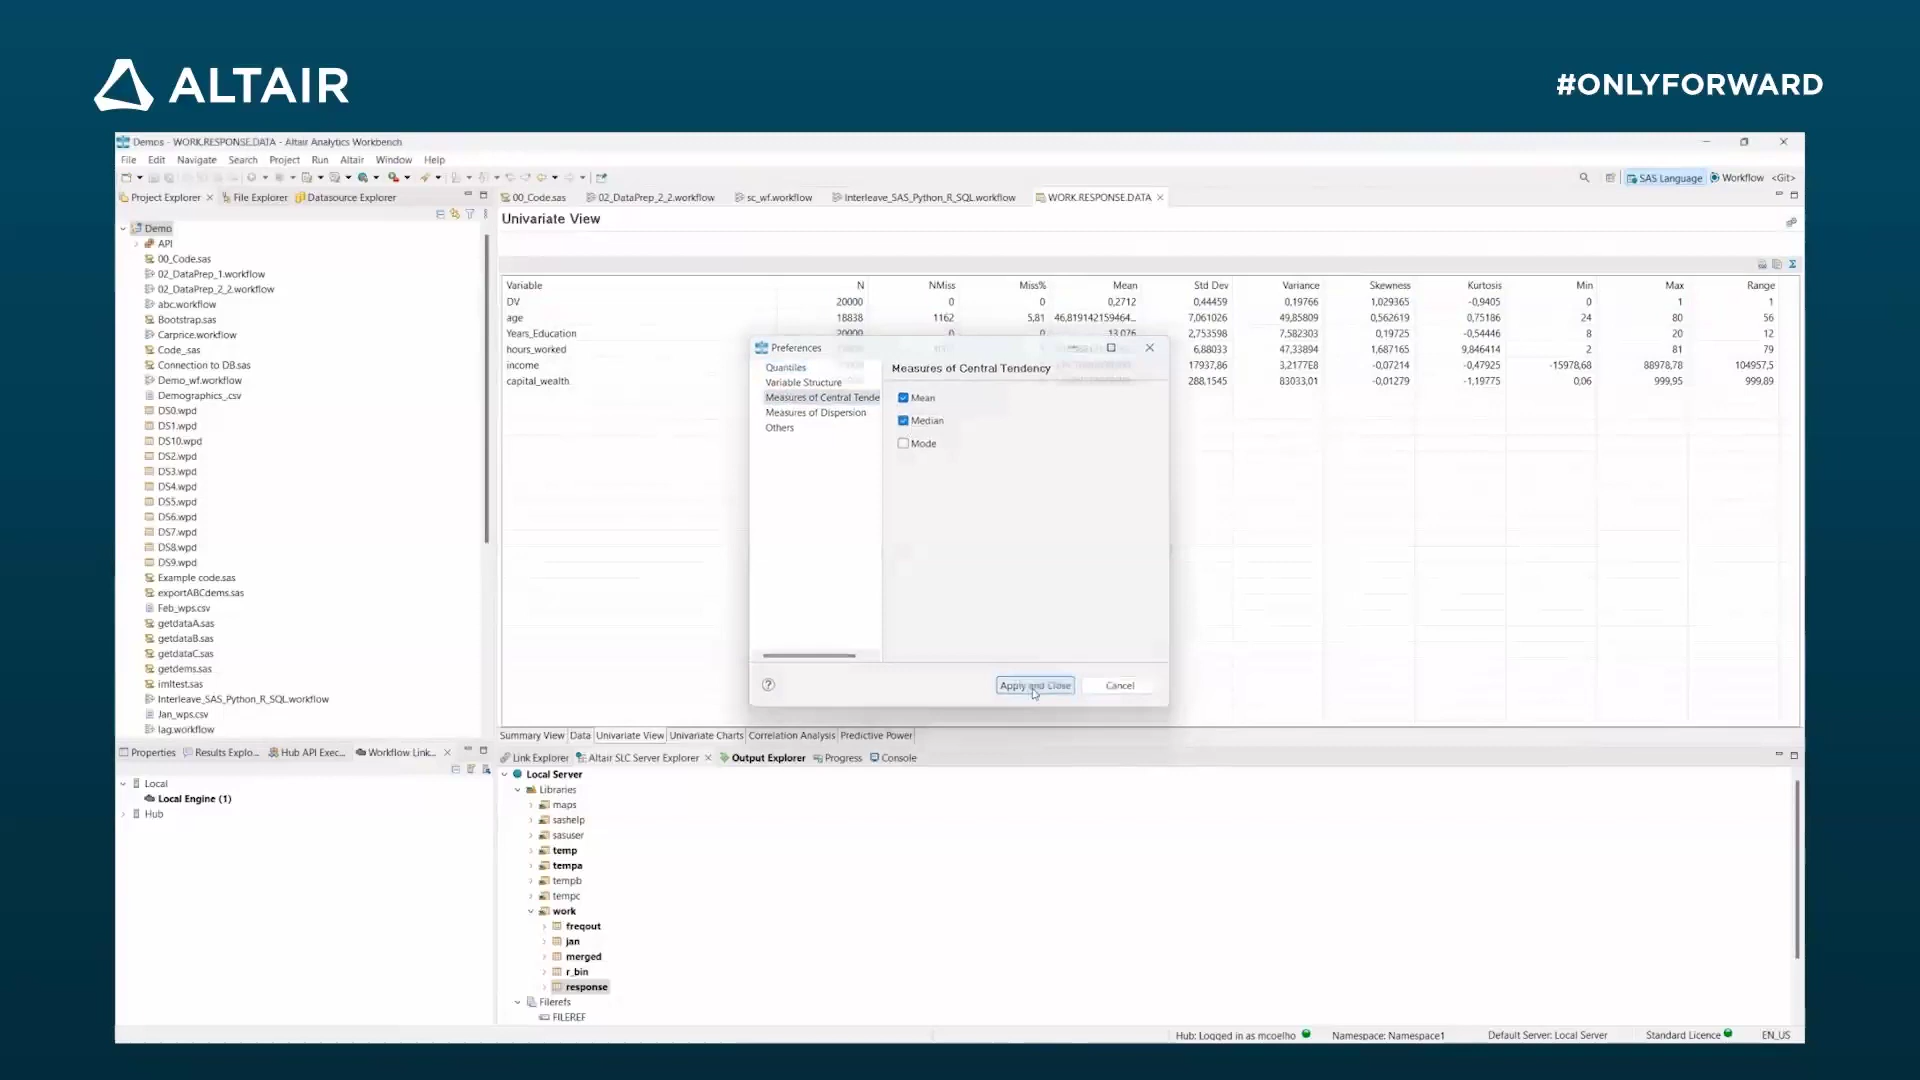 ALTAIR
#ONLYFORWARD
Demos - WORK.RESPONSE.DATA - Altair Analytics Workbench
File Edit Navigate Search Project Run Altair Window Help
SAS Language Workflow <Git>
Project Explorer File Explorer Datasource Explorer
00_Code.sas 02_DataPrep_2_2.workflow sc_wf.workflow Interleave_SAS_Python_R_SQL.workflow WORK.RESPONSE.DATA
Univariate View
Demo
API
00_Code.sas
02_DataPrep_1.workflow
02_DataPrep_2_2.workflow
abc.workflow
Bootstrap.sas
Carprice.workflow
Code_.sas
Connection to DB.sas
Demo_wf.workflow
Demographics_.csv
DS0.wpd
DS1.wpd
DS10.wpd
DS2.wpd
DS3.wpd
DS4.wpd
DS5.wpd
DS6.wpd
DS7.wpd
DS8.wpd
DS9.wpd
Example code.sas
exportABCdems.sas
Feb_wps.csv
getdataA.sas
getdataB.sas
getdataC.sas
getdems.sas
imltest.sas
Interleave_SAS_Python_R_SQL.workflow
Jan_wps.csv
lag.workflow
Variable N NMiss Miss% Mean Std Dev Variance Skewness Kurtosis Min Max Range
DV 20000 0 0 0,2712 0,44459 0,19766 1,029365 -0,9405 0 1 1
age 18838 1162 5,81 46,819142159464... 7,061026 49,85809 0,562619 0,75186 24 80 56
Years_Education 20000 0 0 13,076 2,753598 7,582303 0,19725 -0,54446 8 20 12
hours_worked 6,88033 47,33894 1,687165 9,846414 2 81 79
income 17937,86 3,2177E8 -0,07214 -0,47925 -15978,68 88978,78 104957,5
capital_wealth 288,1545 83033,01 -0,01279 -1,19775 0,06 999,95 999,89
Preferences
Quantiles
Variable Structure
Measures of Central Tende
Measures of Dispersion
Others
Measures of Central Tendency
Mean
Median
Mode
Apply and Close Cancel
Summary View Data Univariate View Univariate Charts Correlation Analysis Predictive Power
Properties Results Explo... Hub API Exec... Workflow Link...
Local
Local Engine (1)
Hub
Link Explorer Altair SLC Server Explorer Output Explorer Progress Console
Local Server
Libraries
maps
sashelp
sasuser
temp
tempa
tempb
tempc
work
freqout
jan
merged
r_bin
response
Filerefs
FILEREF
Hub: Logged in as mcoelho Namespace: Namespace1 Default Server: Local Server Standard Licence EN_US